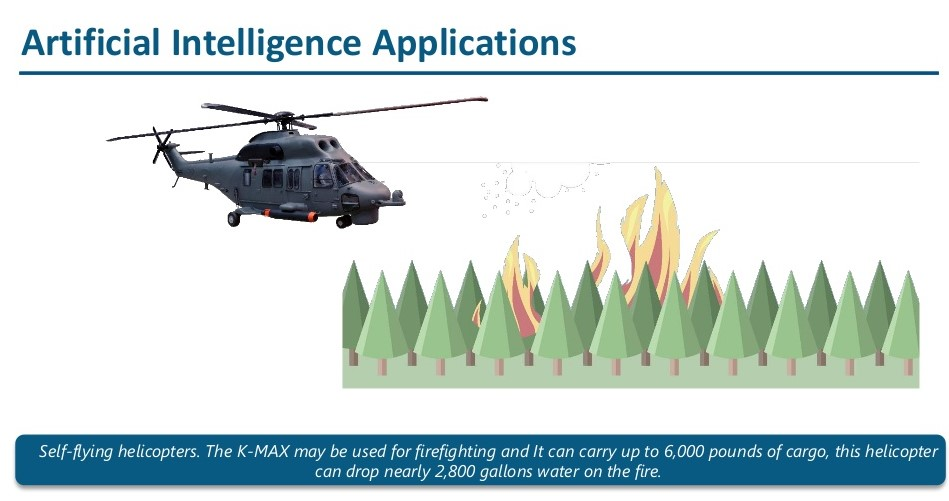 Artificial Intelligence Applications
Self-flying helicopters. The K-MAX may be used for firefighting and It can carry up to 6,000 pounds of cargo, this helicopter
can drop nearly 2,800 gallons water on the fire.